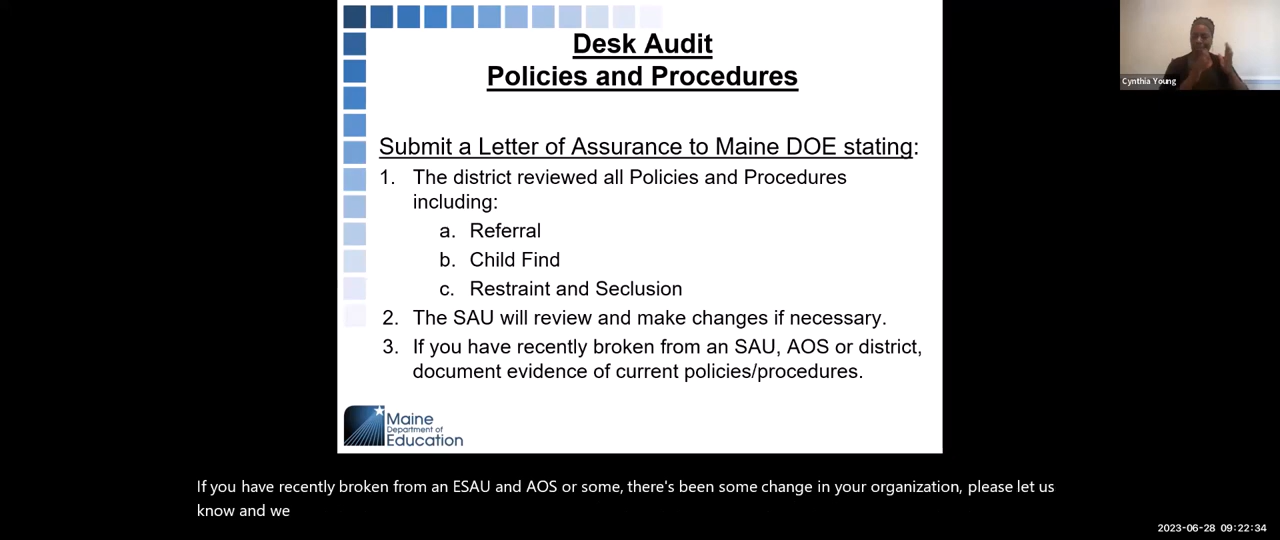 Desk Audit
Policies and Procedures
Cynthia Young
Submit a Letter of Assurance to Maine DOE stating:
1. The district reviewed all Policies and Procedures
including:
a. Referral
b. Child Find
c. Restraint and Seclusion
2. The SAU will review and make changes if necessary.
3. If you have recently broken from an SAU, AOS or district,
document evidence of current policies/procedures.
Maine
Department of
Education
If you have recently broken from an ESAU and AOS or some, there's been some change in your organization, please let us
know and we
2023-06-28 09:22:34